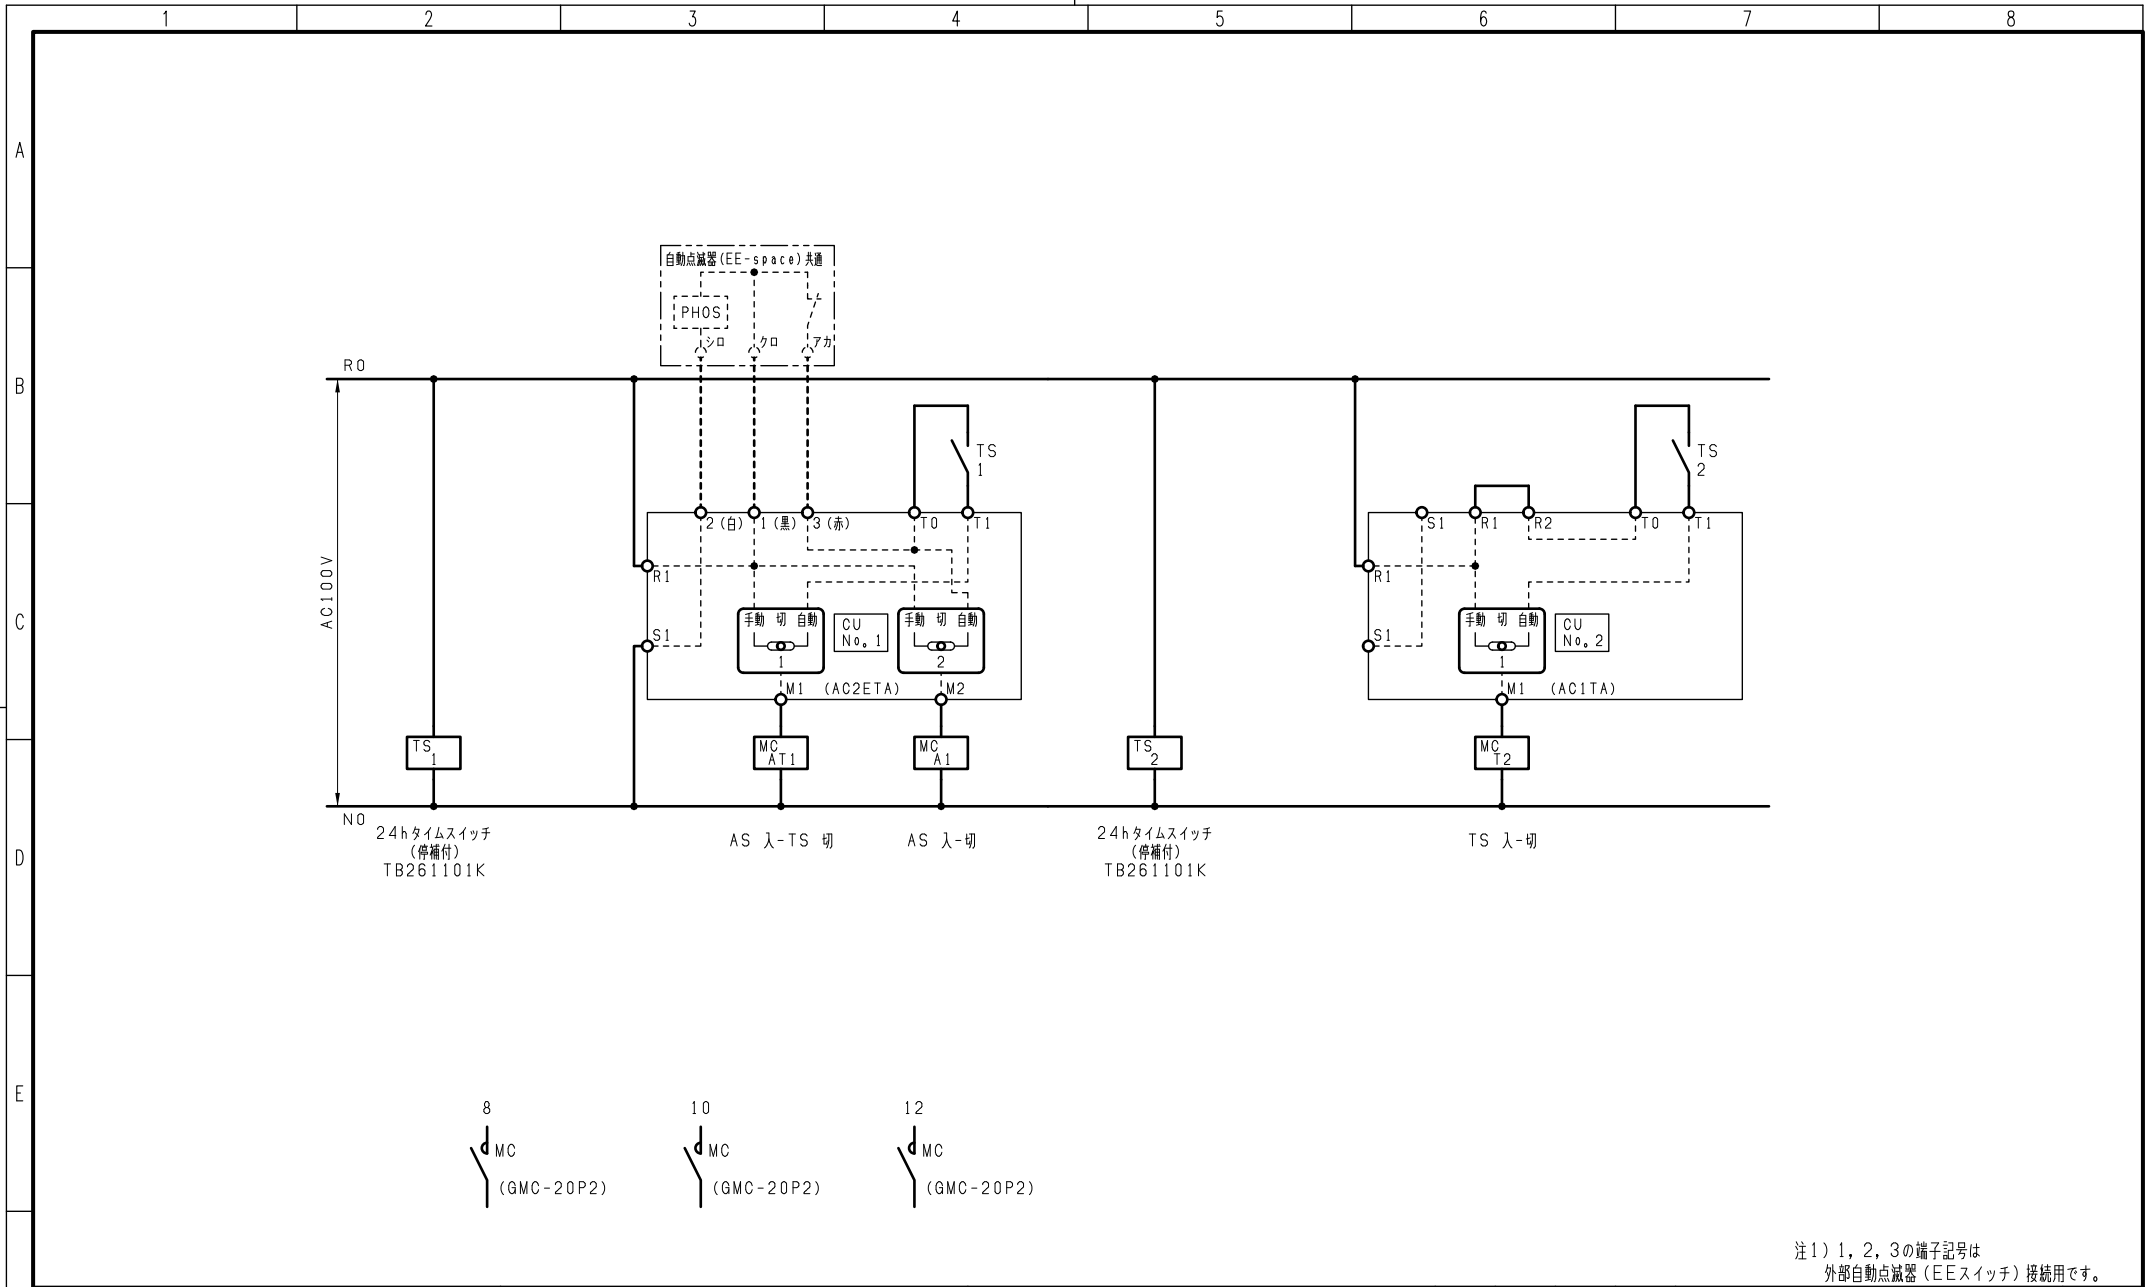 1 2 3 4 5 6 7 8
A
自動点滅器(EE-space)共通
PHOS
シロ クロ アカ
R0
B
TS
1
TS
2
2(白) 1(黒) 3(赤) T0 T1
S1 R1 R2 T0 T1
AC100V
R1
R1
C
手動 切 自動
1
CU
No。1
手動 切 自動
2
手動 切 自動
1
CU
No。2
S1
S1
M1 (AC2ETA) M2
M1 (AC1TA)
TS
1
MC
AT1
MC
A1
TS
2
MC
T2
N0
24hタイムスイッチ
(停補付)
TB261101K
AS 入-TS 切
AS 入-切
24hタイムスイッチ
(停補付)
TB261101K
TS 入-切
D
E
8
MC
(GMC-20P2)
10
MC
(GMC-20P2)
12
MC
(GMC-20P2)
注1)1,2,3の端子記号は
外部自動点滅器(EEスイッチ)接続用です。